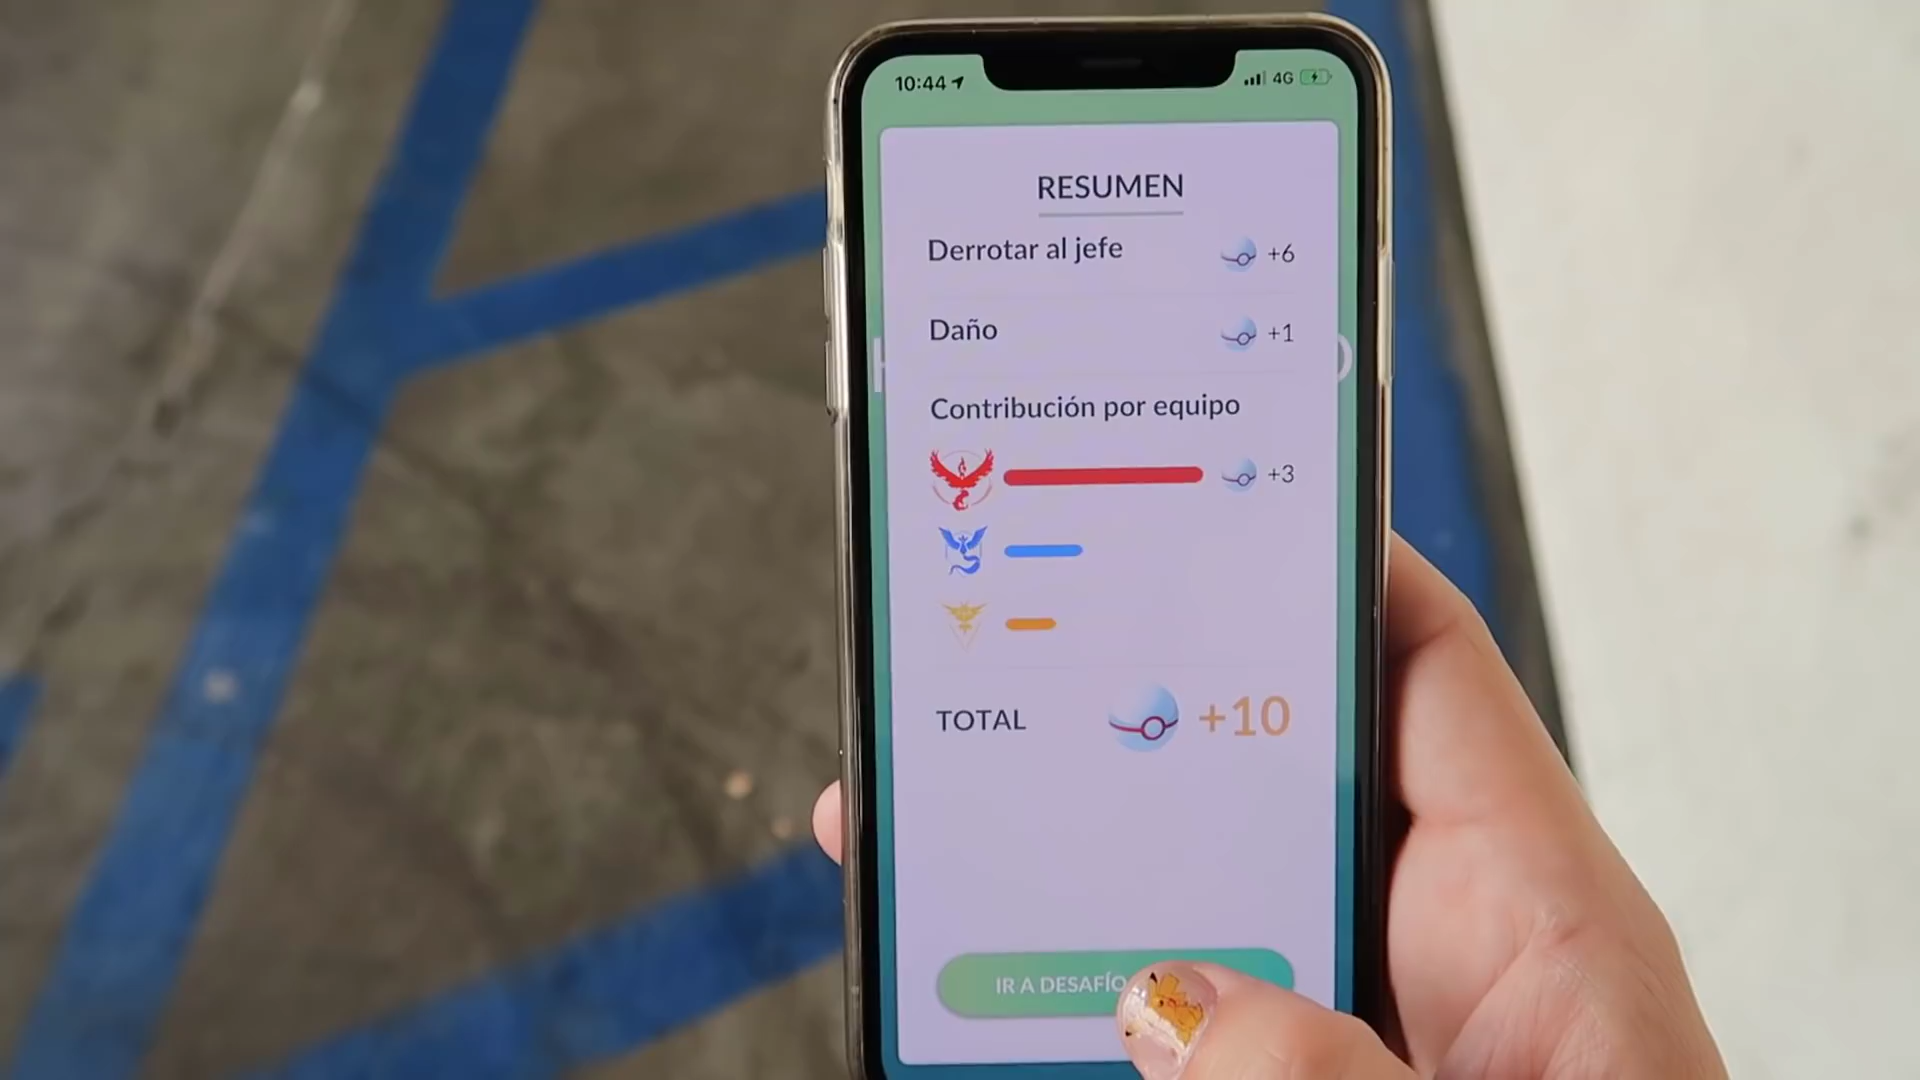 10:44
4G
RESUMEN
Derrotar al jefe +6
Daño +1
Contribución por equipo
+3
TOTAL +10
IR A DESAFÍO